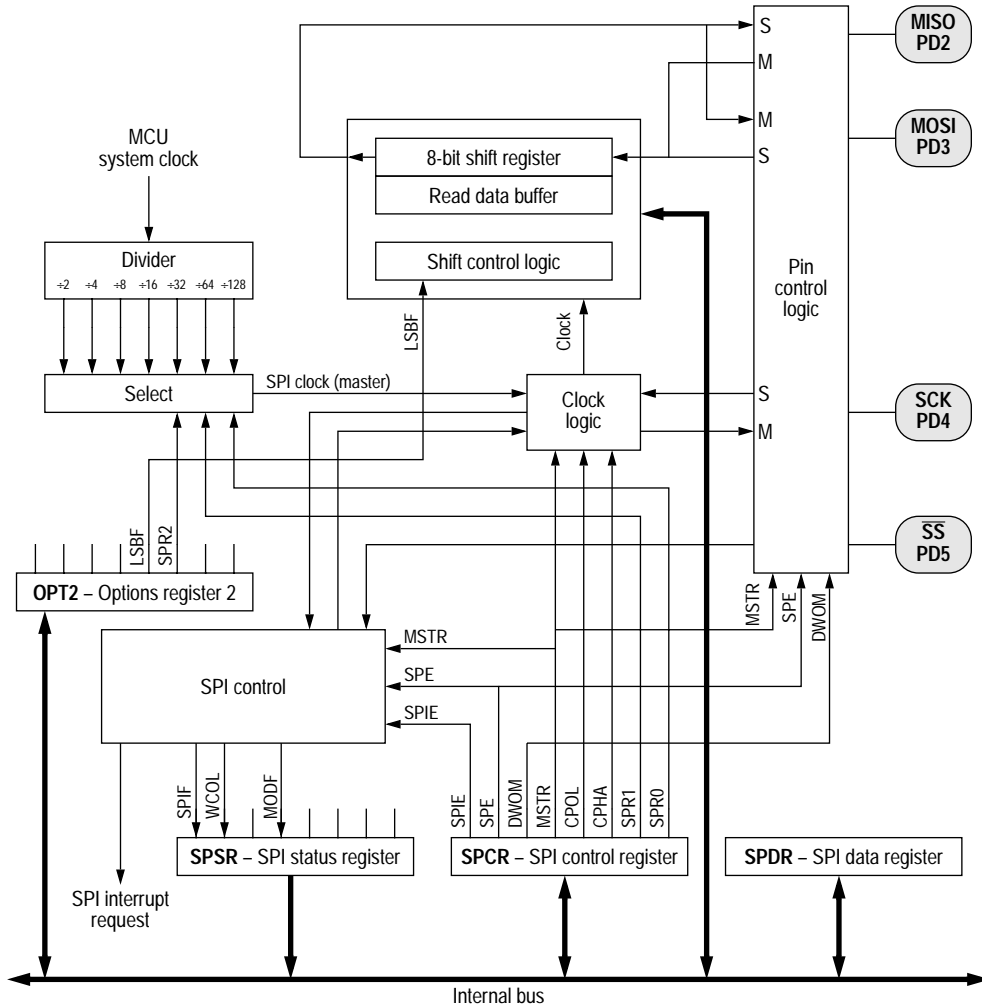 S
MISO
PD2
M
M
MOSI
PD3
MCU
system clock
8-bit shift register
S
Read data buffer
Divider
÷2 ÷4 ÷8 ÷16 ÷32 ÷64 ÷128
Shift control logic
Pin
control
logic
LSBF
Clock
Select
SPI clock (master)
Clock
logic
S
M
SCK
PD4
LSBF
SPR2
SS
PD5
OPT2 – Options register 2
MSTR
SPE
DWOM
MSTR
SPE
SPIE
SPI control
SPIF
WCOL
MODF
SPIE
SPE
DWOM
MSTR
CPOL
CPHA
SPR1
SPR0
SPSR – SPI status register
SPCR – SPI control register
SPDR – SPI data register
SPI interrupt
request
Internal bus